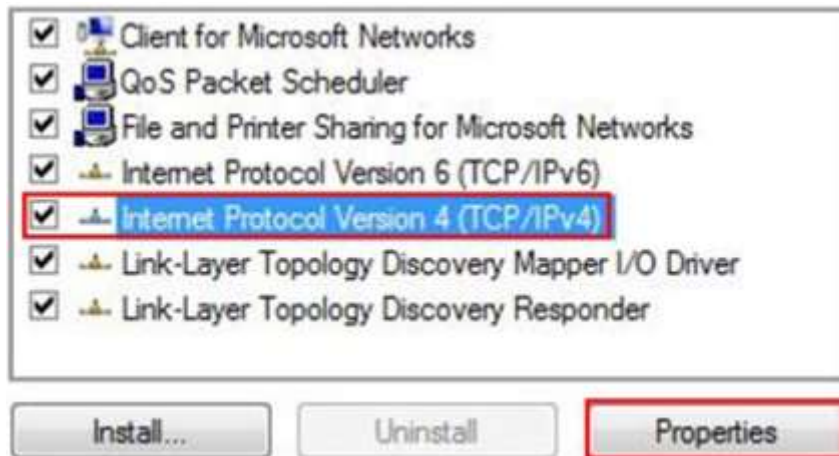 Client for Microsoft Networks
QoS Packet Scheduler
File and Printer Sharing for Microsoft Networks
Internet Protocol Version 6 (TCP/IPv6)
Internet Protocol Version 4 (TCP/IPv4)
Link-Layer Topology Discovery Mapper I/O Driver
Link-Layer Topology Discovery Responder
Install... Uninstall Properties